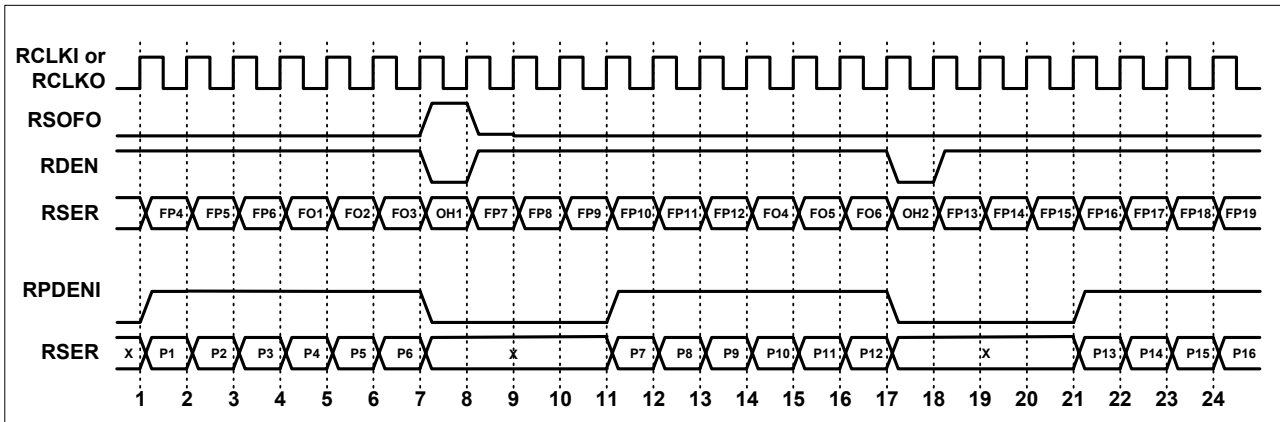 RCLKI or
RCLKO
RSOFO
RDEN
RSER FP4 FP5 FP6 FO1 FO2 FO3 OH1 FP7 FP8 FP9 FP10 FP11 FP12 FO4 FO5 FO6 OH2 FP13 FP14 FP15 FP16 FP17 FP18 FP19
RPDENI
RSER X P1 P2 P3 P4 P5 P6 X P7 P8 P9 P10 P11 P12 X P13 P14 P15 P16
1 2 3 4 5 6 7 8 9 10 11 12 13 14 15 16 17 18 19 20 21 22 23 24